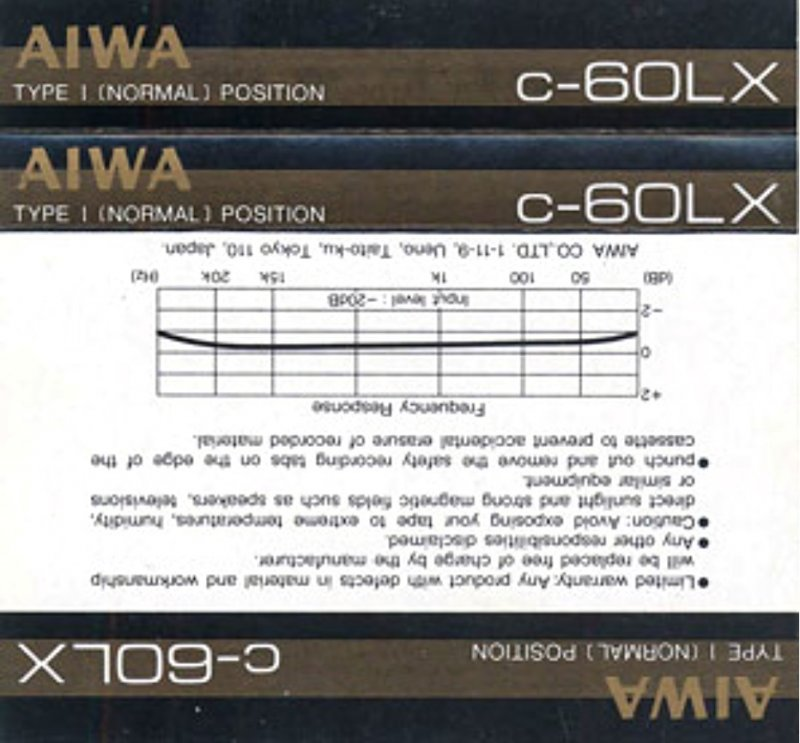 AIWA
TYPE I (NORMAL) POSITION
C-60LX
AIWA
TYPE I (NORMAL) POSITION
C-60LX
AIWA
TYPE I (NORMAL) POSITION
C-60LX
● Limited warranty: Any product with defects in material and workmanship
will be replaced free of charge by the manufacturer.
● Any other responsibilities disclaimed.
● Caution: Avoid exposing your tape to extreme temperatures, humidity,
direct sunlight and strong magnetic fields such as speakers, televisions
or similar equipment.
● punch out and remove the safety recording tabs on the edge of the
cassette to prevent accidental erasure of recorded material.
Frequency Response
+2
0
-2
Input level : -20dB
(dB) 50 100 1k 15k 20k (Hz)
AIWA CO.,LTD. 1-11-9, Ueno, Taito-ku, Tokyo 110, Japan.